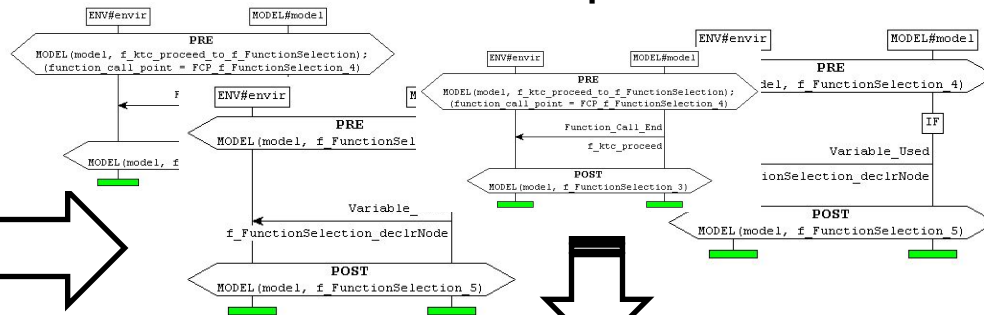 ENV#envir MODEL#model
PRE
MODEL(model, f_ktc_proceed_to_f_FunctionSelection);
(function_call_point = FCP_f_FunctionSelection_4)
MODEL(model, f
ENV#envir M
PRE
MODEL(model, f_FunctionSel
Variable_
f_FunctionSelection_declrNode
POST
MODEL(model, f_FunctionSelection_5)
ENV#envir MODEL#model
PRE
MODEL(model, f_ktc_proceed_to_f_FunctionSelection);
(function_call_point = FCP_f_FunctionSelection_4)
Function_Call_End
f_ktc_proceed
POST
MODEL(model, f_FunctionSelection_3)
ENV#envir MODEL#model
PRE
del, f_FunctionSelection_4)
IF
Variable_Used
ionSelection_declrNode
POST
MODEL(model, f_FunctionSelection_5)